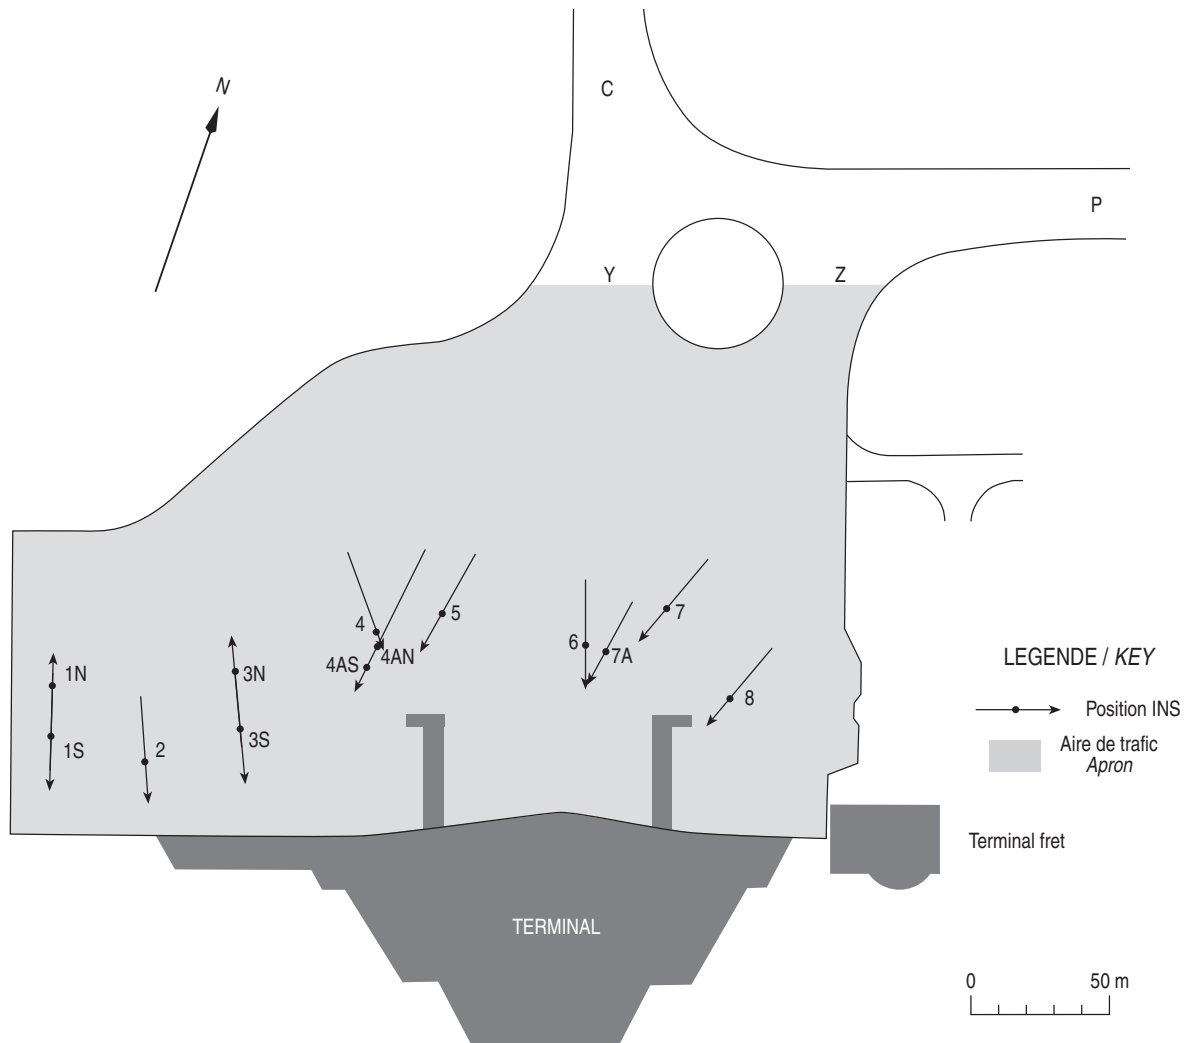 N
C
P
Y
Z
4
5
6
7
4AS
4AN
7A
1N
3N
8
1S
2
3S
LEGENDE / KEY
Position INS
Aire de trafic
Apron
Terminal fret
TERMINAL
0
50 m